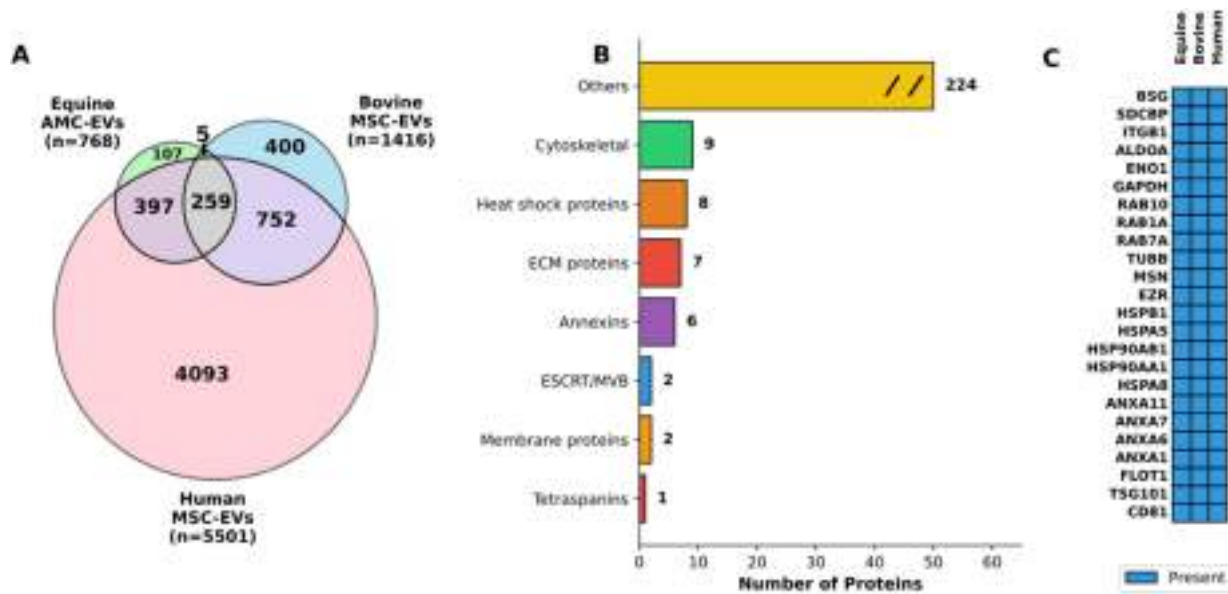 A
Equine
AMC-EVs
(n=768)
Bovine
MSC-EVs
(n=1416)
5
107
400
397
259
752
4093
Human
MSC-EVs
(n=5501)
B
Others
224
Cytoskeletal
9
Heat shock proteins
8
ECM proteins
7
Annexins
6
ESCRT/MVB
2
Membrane proteins
2
Tetraspanins
1
0 10 20 30 40 50 60
Number of Proteins
C
Equine
Bovine
Human
BSG
SDCBP
ITGB1
ALDOA
ENO1
GAPDH
RAB10
RAB1A
RAB7A
TUBB
MSN
EZR
HSPB1
HSPA5
HSP90AB1
HSP90AA1
HSPA8
ANXA11
ANXA7
ANXA6
ANXA1
FLOT1
TSG101
CD81
Present